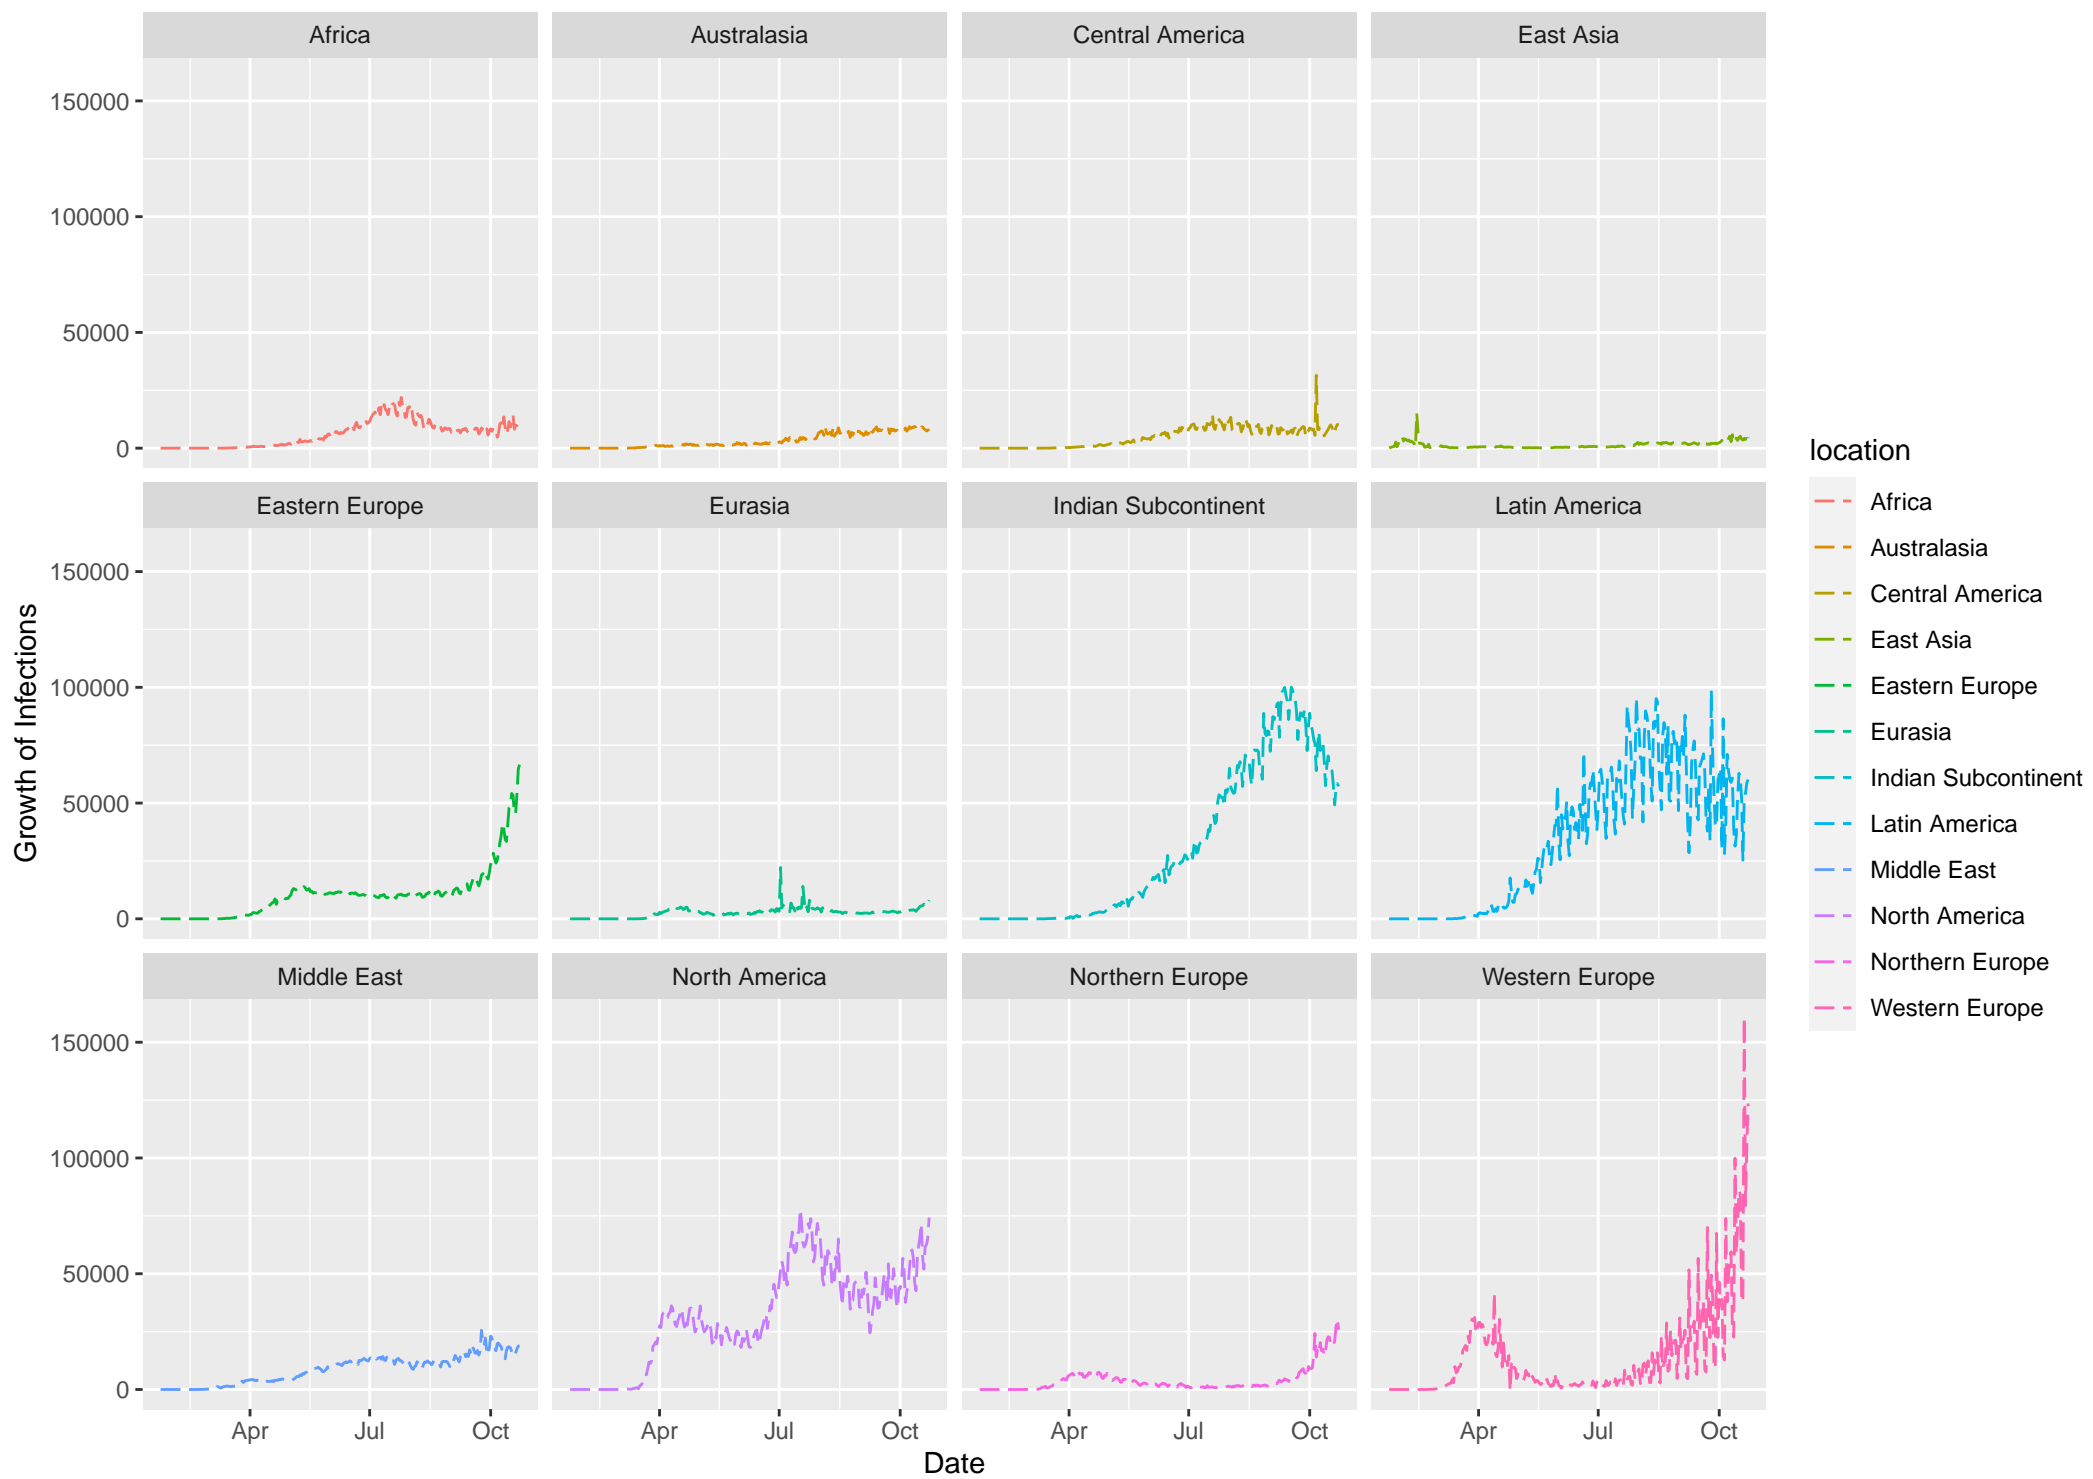 Africa
Australasia
Central America
East Asia
150000
100000
50000
0
Eastern Europe
Eurasia
Indian Subcontinent
Latin America
150000
100000
50000
0
Middle East
North America
Northern Europe
Western Europe
150000
100000
50000
0
Apr Jul Oct
Apr Jul Oct
Apr Jul Oct
Apr Jul Oct
Date
Growth of Infections
location
Africa
Australasia
Central America
East Asia
Eastern Europe
Eurasia
Indian Subcontinent
Latin America
Middle East
North America
Northern Europe
Western Europe